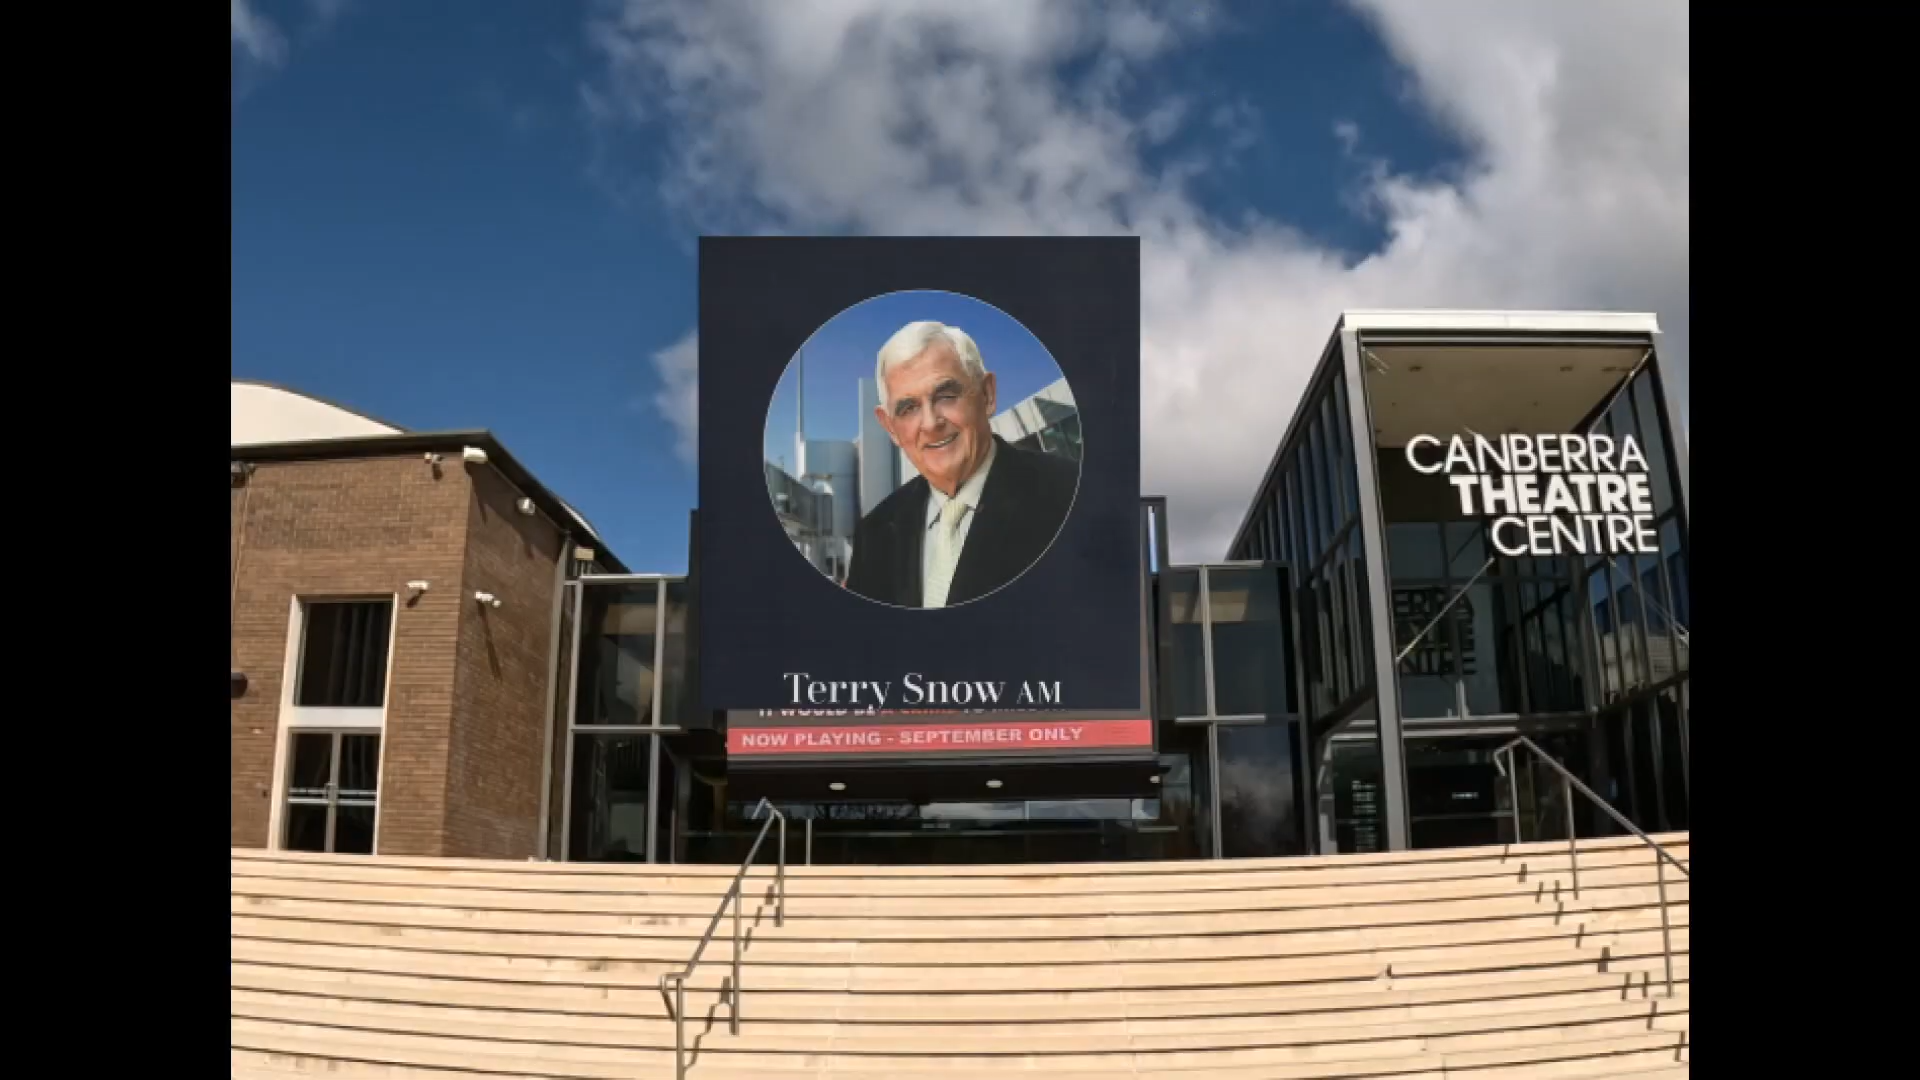 Terry Snow AM
NOW PLAYING - SEPTEMBER ONLY
CANBERRA
THEATRE
CENTRE